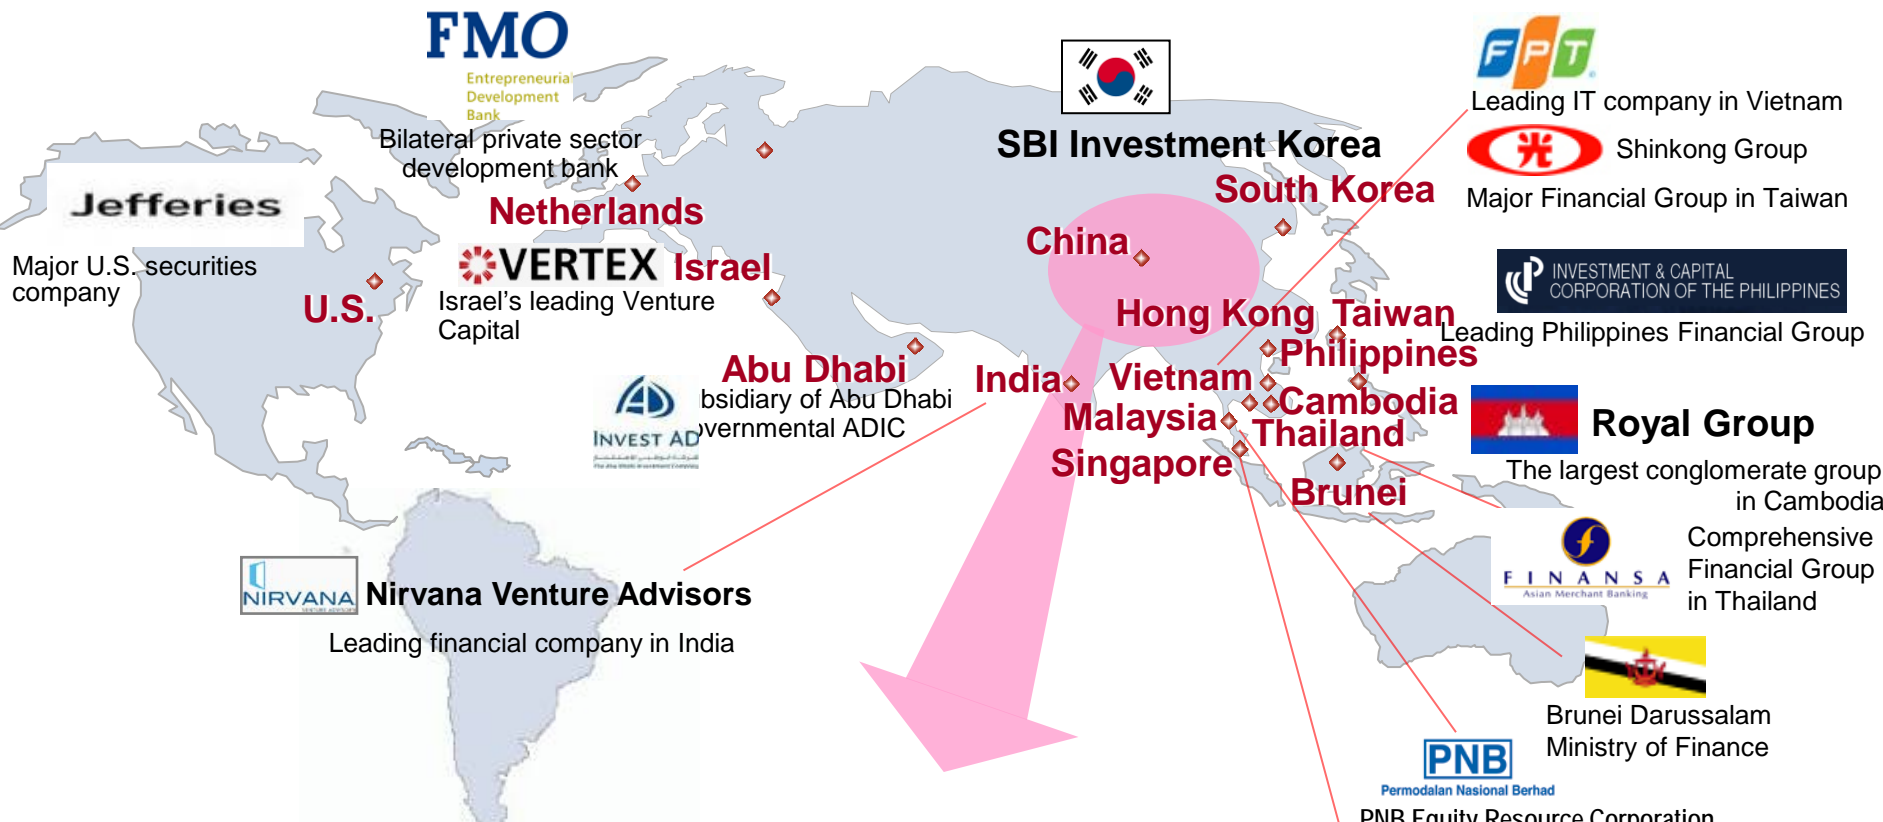 FMO
Entrepreneurial
Development
Bank
Bilateral private sector
development bank
Netherlands
Jefferies
Major U.S. securities
company
U.S.
VERTEX
Israel
Israel's leading Venture
Capital
Abu Dhabi
INVEST AD
bsidiary of Abu Dhabi
overnmental ADIC
NIRVANA
Nirvana Venture Advisors
Leading financial company in India
SBI Investment Korea
South Korea
China
Hong Kong
Taiwan
Philippines
India
Vietnam
Cambodia
Malaysia
Thailand
Singapore
Brunei
FPT
Leading IT company in Vietnam
光
Shinkong Group
Major Financial Group in Taiwan
INVESTMENT & CAPITAL
CORPORATION OF THE PHILIPPINES
Leading Philippines Financial Group
Royal Group
The largest conglomerate group
in Cambodia
FINANSA
Asian Merchant Banking
Comprehensive
Financial Group
in Thailand
Brunei Darussalam
Ministry of Finance
PNB
Permodalan Nasional Berhad
PNB Equity Resource Corporation